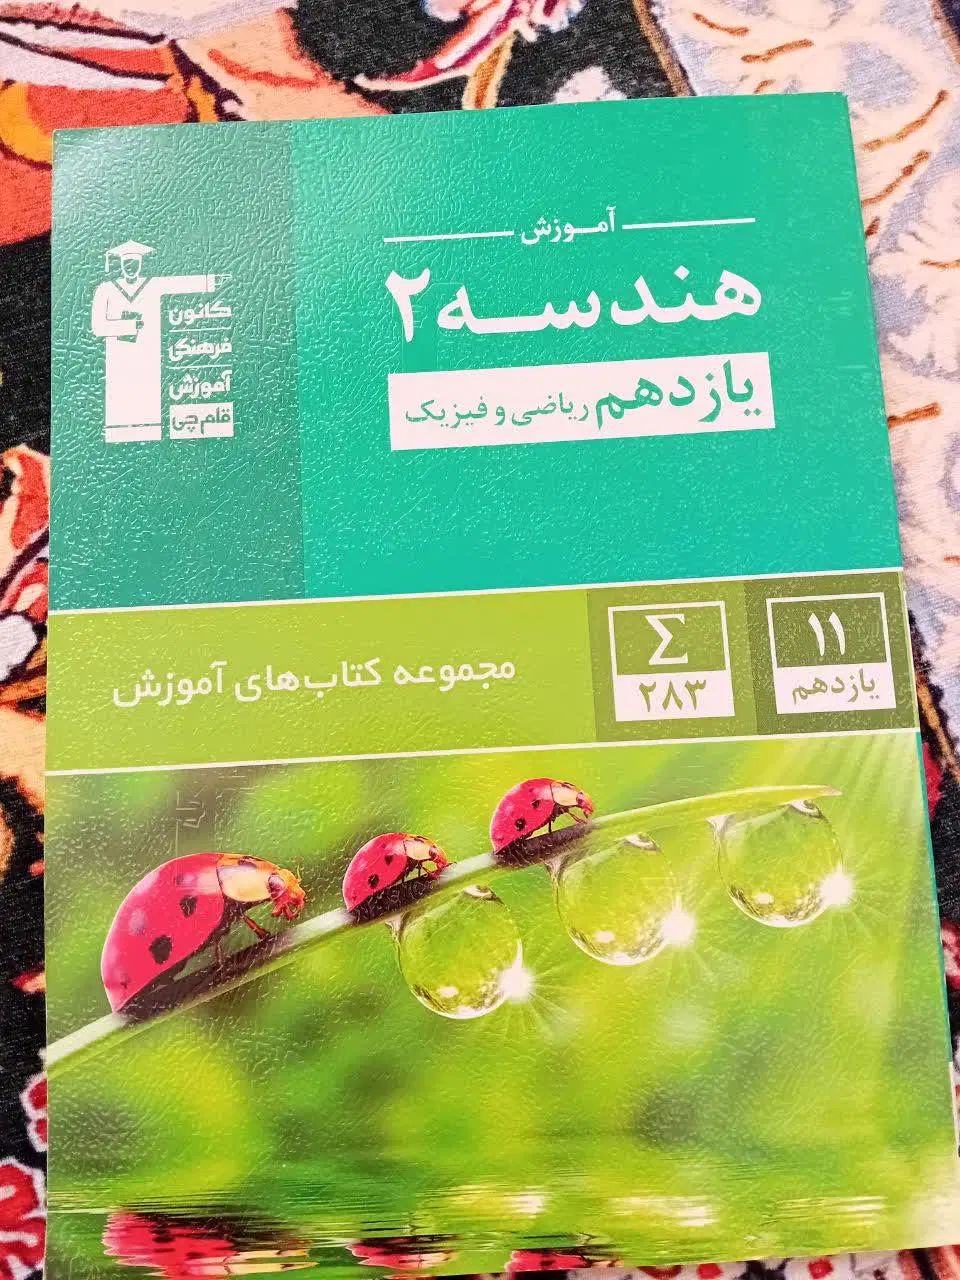 آموزش
هندسه ۲
یازدهم ریاضی و فیزیک
کانون
فرهنگی
آموزش
قلم‌چی
۱۱
یازدهم
Σ
۲۸۳
مجموعه کتاب‌های آموزش